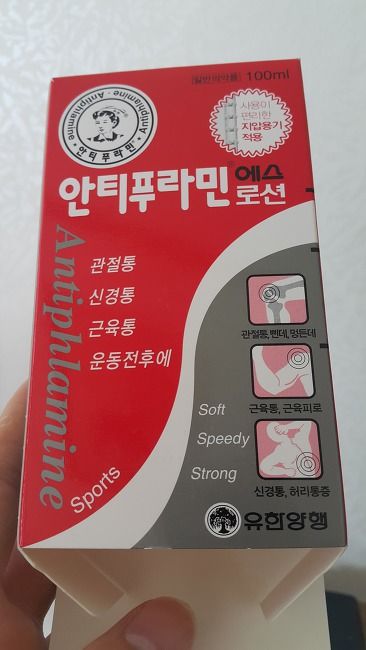 일반의약품 100ml
Antiphlamine · Antiphlamine · Antiphlamine
안티푸라민
사용이
편리한
지압용기
적용
안티푸라민® 에스
로션
Antiphlamine
관절통
신경통
근육통
운동전후에
관절통, 삔데, 멍든데
Soft
근육통, 근육피로
Speedy
Strong
신경통, 허리통증
Sports
유한양행